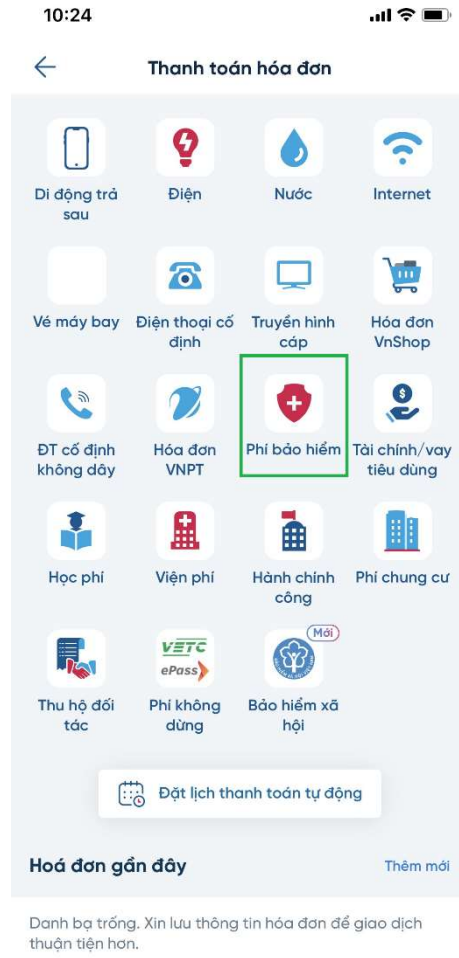 10:24
Thanh toán hóa đơn
Di động trả
sau
Điện
Nước
Internet
Vé máy bay
Điện thoại cố
định
Truyền hình
cáp
Hóa đơn
VnShop
ĐT cố định
không dây
Hóa đơn
VNPT
Phí bảo hiểm
Tài chính/vay
tiêu dùng
Học phí
Viện phí
Hành chính
công
Phí chung cư
Thu hộ đối
tác
VETC
ePass
Phí không
dừng
Mới
Bảo hiểm xã
hội
Đặt lịch thanh toán tự động
Hoá đơn gần đây
Thêm mới
Danh bạ trống. Xin lưu thông tin hóa đơn để giao dịch
thuận tiện hơn.